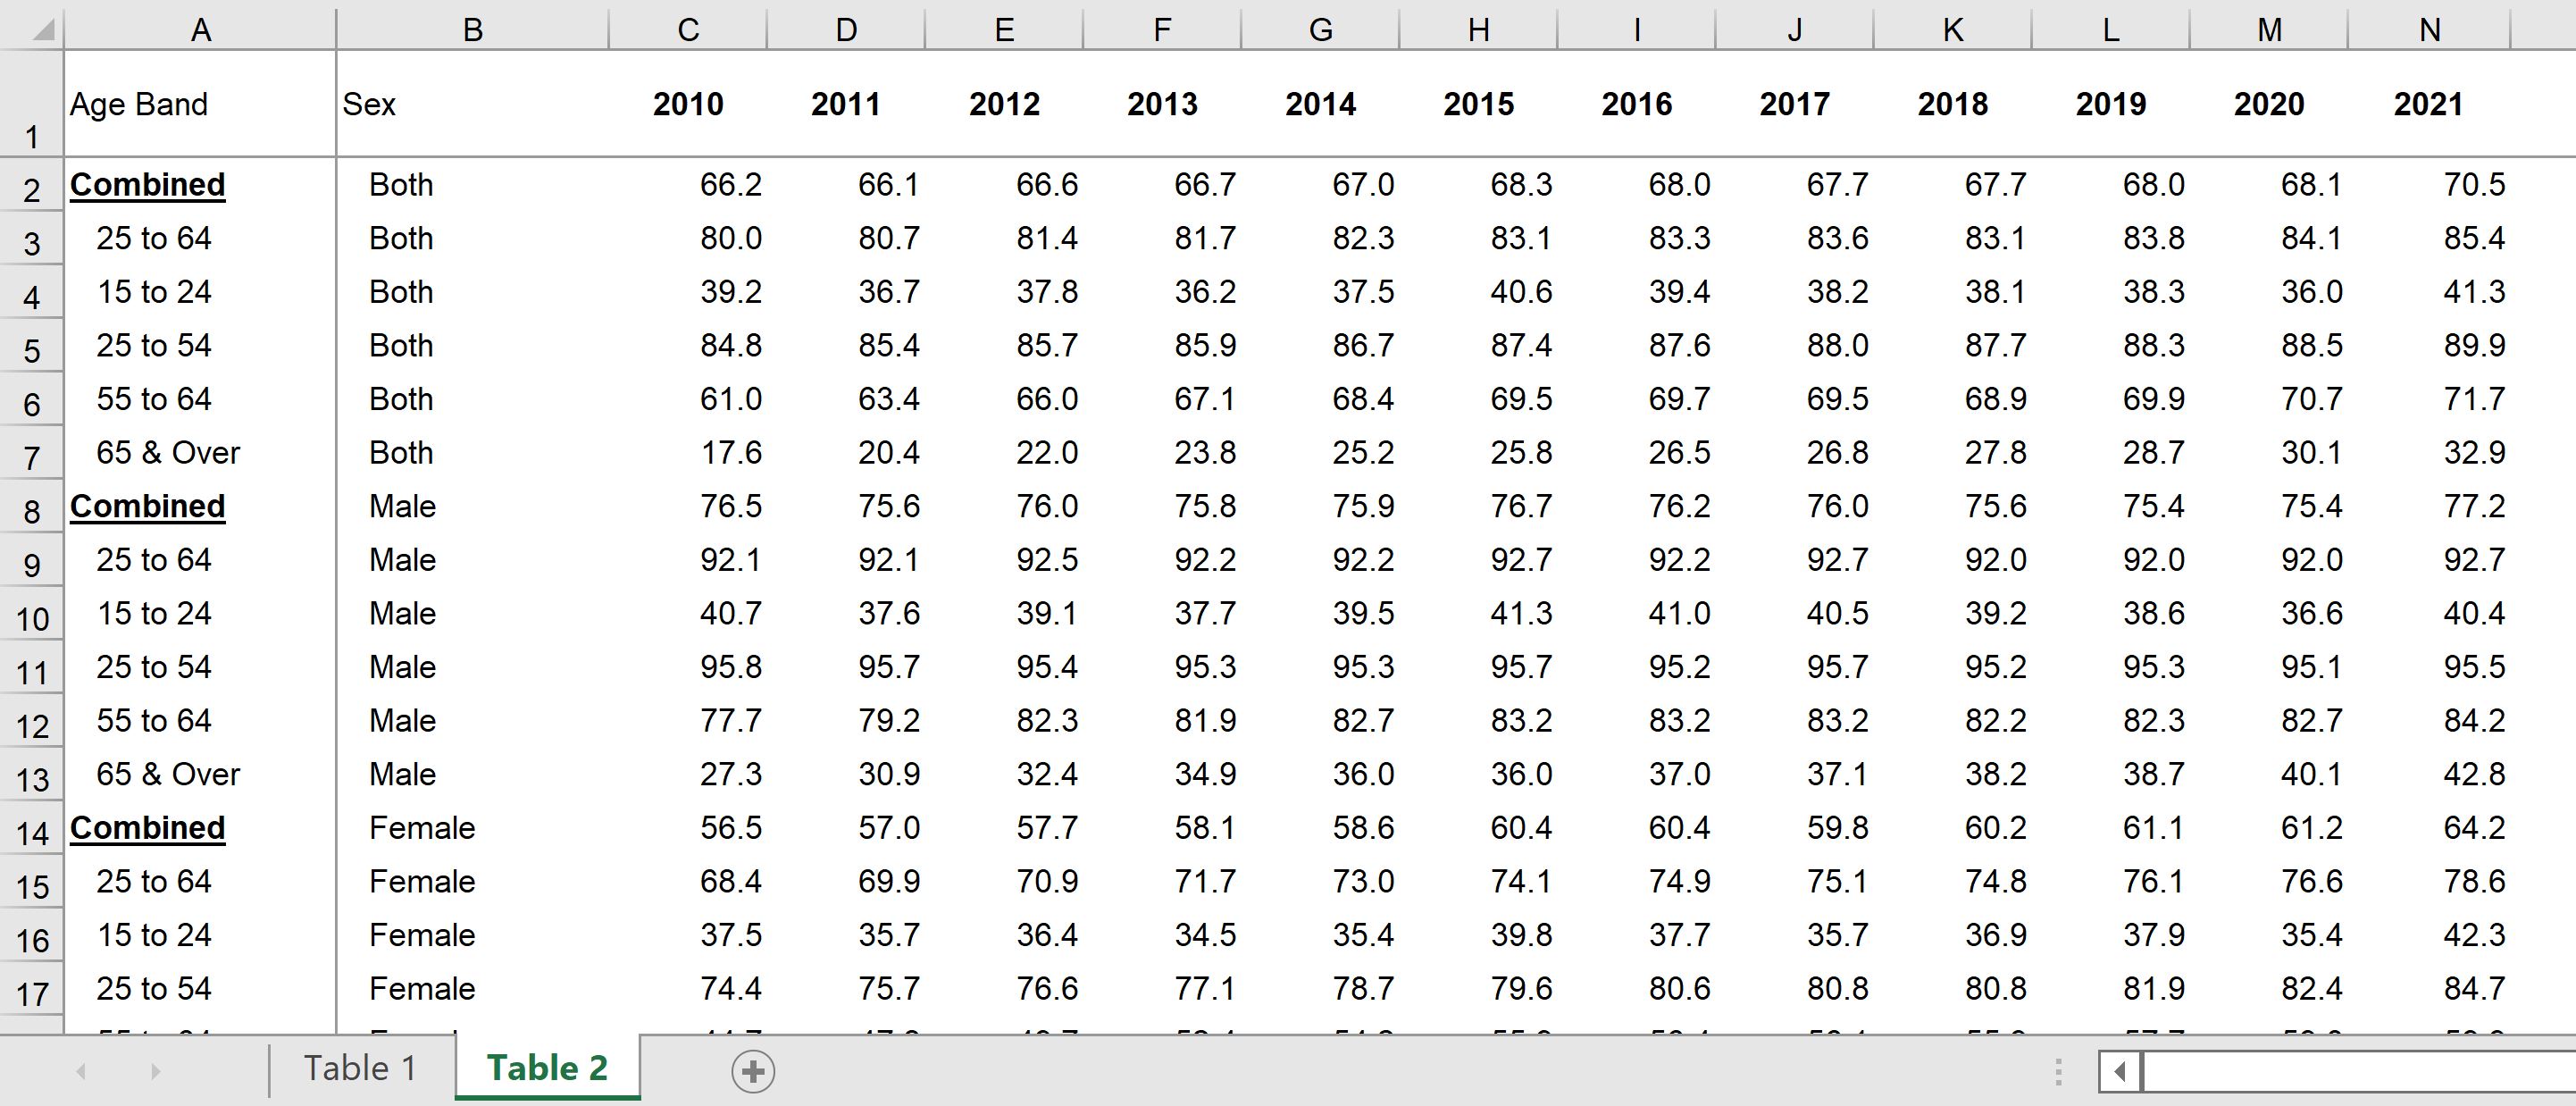 A B C D E F G H I J K L M N
1 Age Band Sex 2010 2011 2012 2013 2014 2015 2016 2017 2018 2019 2020 2021
2 Combined Both 66.2 66.1 66.6 66.7 67.0 68.3 68.0 67.7 67.7 68.0 68.1 70.5
3 25 to 64 Both 80.0 80.7 81.4 81.7 82.3 83.1 83.3 83.6 83.1 83.8 84.1 85.4
4 15 to 24 Both 39.2 36.7 37.8 36.2 37.5 40.6 39.4 38.2 38.1 38.3 36.0 41.3
5 25 to 54 Both 84.8 85.4 85.7 85.9 86.7 87.4 87.6 88.0 87.7 88.3 88.5 89.9
6 55 to 64 Both 61.0 63.4 66.0 67.1 68.4 69.5 69.7 69.5 68.9 69.9 70.7 71.7
7 65 & Over Both 17.6 20.4 22.0 23.8 25.2 25.8 26.5 26.8 27.8 28.7 30.1 32.9
8 Combined Male 76.5 75.6 76.0 75.8 75.9 76.7 76.2 76.0 75.6 75.4 75.4 77.2
9 25 to 64 Male 92.1 92.1 92.5 92.2 92.2 92.7 92.2 92.7 92.0 92.0 92.0 92.7
10 15 to 24 Male 40.7 37.6 39.1 37.7 39.5 41.3 41.0 40.5 39.2 38.6 36.6 40.4
11 25 to 54 Male 95.8 95.7 95.4 95.3 95.3 95.7 95.2 95.7 95.2 95.3 95.1 95.5
12 55 to 64 Male 77.7 79.2 82.3 81.9 82.7 83.2 83.2 83.2 82.2 82.3 82.7 84.2
13 65 & Over Male 27.3 30.9 32.4 34.9 36.0 36.0 37.0 37.1 38.2 38.7 40.1 42.8
14 Combined Female 56.5 57.0 57.7 58.1 58.6 60.4 60.4 59.8 60.2 61.1 61.2 64.2
15 25 to 64 Female 68.4 69.9 70.9 71.7 73.0 74.1 74.9 75.1 74.8 76.1 76.6 78.6
16 15 to 24 Female 37.5 35.7 36.4 34.5 35.4 39.8 37.7 35.7 36.9 37.9 35.4 42.3
17 25 to 54 Female 74.4 75.7 76.6 77.1 78.7 79.6 80.6 80.8 80.8 81.9 82.4 84.7
Table 1 Table 2